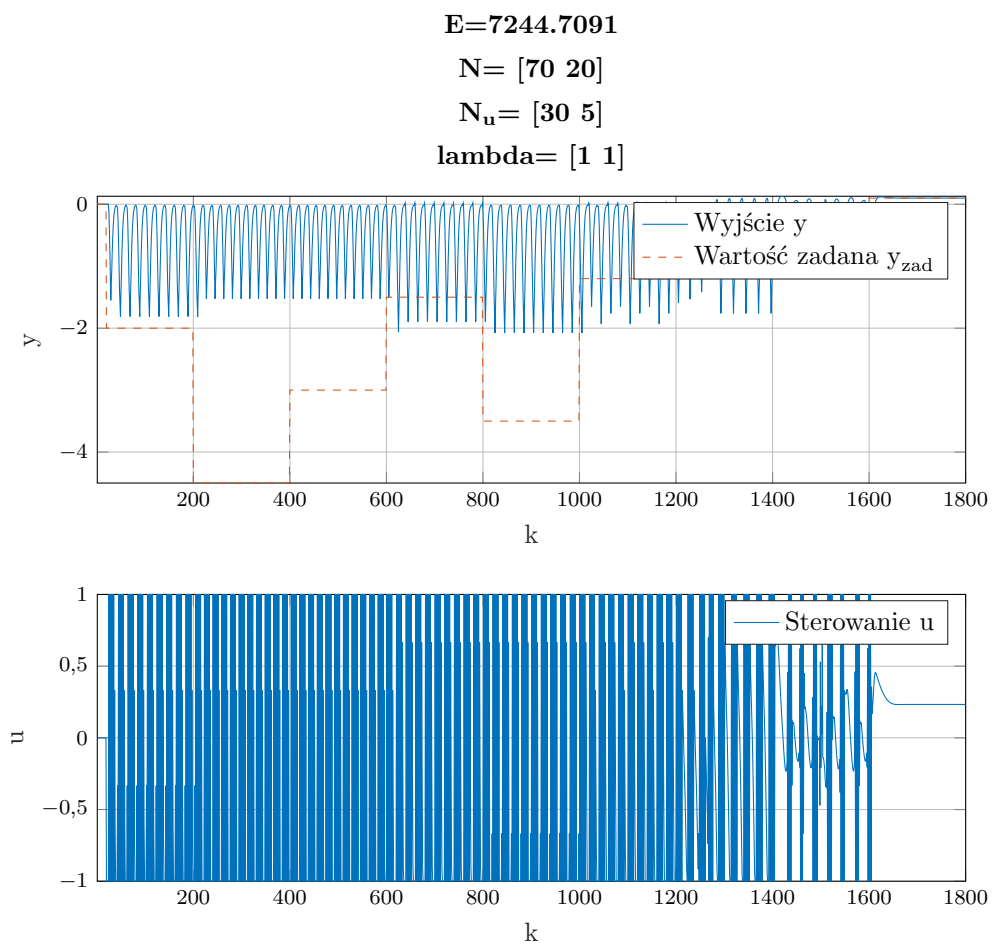 E=7244.7091
N= [70 20]
Nu= [30 5]
lambda= [1 1]
0
−2
−4
y
Wyjście y
Wartość zadana yzad
200 400 600 800 1000 1200 1400 1600 1800
k
1
0,5
0
−0,5
−1
u
Sterowanie u
200 400 600 800 1000 1200 1400 1600 1800
k